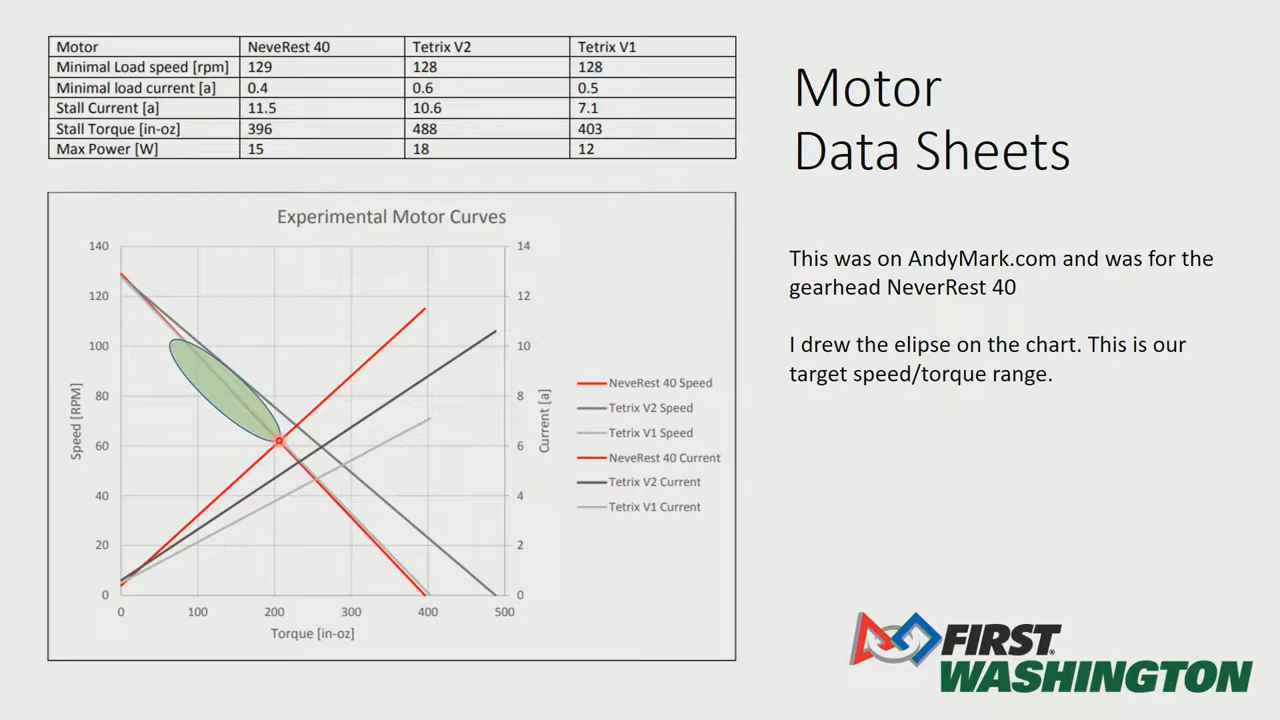 Motor NeveRest 40 Tetrix V2 Tetrix V1
Minimal Load speed [rpm] 129 128 128
Minimal load current [a] 0.4 0.6 0.5
Stall Current [a] 11.5 10.6 7.1
Stall Torque [in-oz] 396 488 403
Max Power [W] 15 18 12
Motor
Data Sheets
This was on AndyMark.com and was for the
gearhead NeverRest 40
I drew the elipse on the chart. This is our
target speed/torque range.
Experimental Motor Curves
140
120
100
80
60
40
20
0
Speed [RPM]
14
12
10
8
6
4
2
0
Current [a]
0 100 200 300 400 500
Torque [in-oz]
NeveRest 40 Speed
Tetrix V2 Speed
Tetrix V1 Speed
NeveRest 40 Current
Tetrix V2 Current
Tetrix V1 Current
FIRST®
WASHINGTON